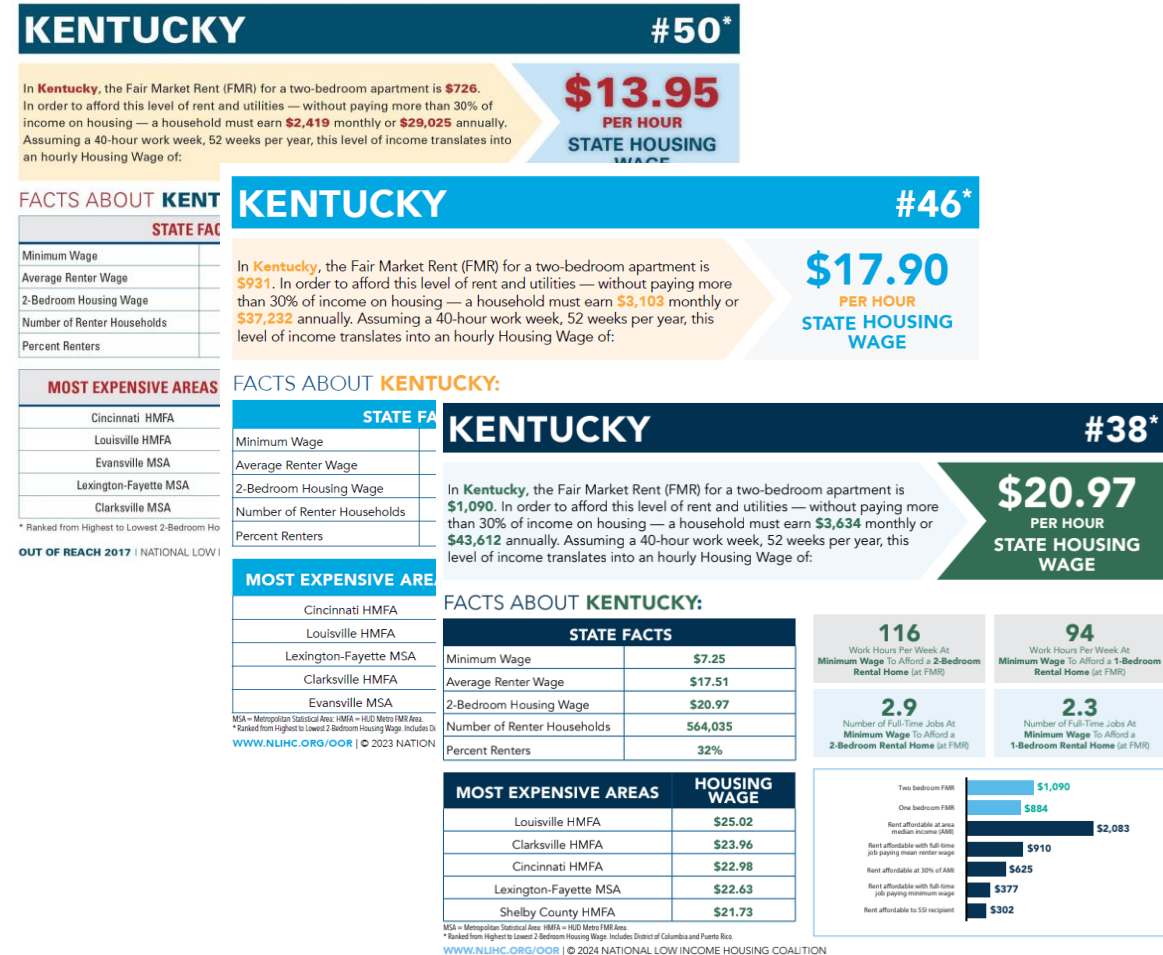 KENTUCKY #50*
In Kentucky, the Fair Market Rent (FMR) for a two-bedroom apartment is $726.
In order to afford this level of rent and utilities — without paying more than 30% of
income on housing — a household must earn $2,419 monthly or $29,025 annually.
Assuming a 40-hour work week, 52 weeks per year, this level of income translates into
an hourly Housing Wage of:
$13.95
PER HOUR
STATE HOUSING
WAGE
FACTS ABOUT KENT
STATE FAC
Minimum Wage
Average Renter Wage
2-Bedroom Housing Wage
Number of Renter Households
Percent Renters
MOST EXPENSIVE AREAS
Cincinnati HMFA
Louisville HMFA
Evansville MSA
Lexington-Fayette MSA
Clarksville MSA
* Ranked from Highest to Lowest 2-Bedroom Ho
OUT OF REACH 2017 | NATIONAL LOW I
KENTUCKY #46*
In Kentucky, the Fair Market Rent (FMR) for a two-bedroom apartment is
$931. In order to afford this level of rent and utilities — without paying more
than 30% of income on housing — a household must earn $3,103 monthly or
$37,232 annually. Assuming a 40-hour work week, 52 weeks per year, this
level of income translates into an hourly Housing Wage of:
$17.90
PER HOUR
STATE HOUSING
WAGE
FACTS ABOUT KENTUCKY:
STATE FA
Minimum Wage
Average Renter Wage
2-Bedroom Housing Wage
Number of Renter Households
Percent Renters
MOST EXPENSIVE ARE
Cincinnati HMFA
Louisville HMFA
Lexington-Fayette MSA
Clarksville HMFA
Evansville MSA
MSA = Metropolitan Statistical Area: HMFA = HUD Metro FMR Area.
* Ranked from Highest to Lowest 2-Bedroom Housing Wage. Includes Di
WWW.NLIHC.ORG/OOR | © 2023 NATION
KENTUCKY #38*
In Kentucky, the Fair Market Rent (FMR) for a two-bedroom apartment is
$1,090. In order to afford this level of rent and utilities — without paying more
than 30% of income on housing — a household must earn $3,634 monthly or
$43,612 annually. Assuming a 40-hour work week, 52 weeks per year, this
level of income translates into an hourly Housing Wage of:
$20.97
PER HOUR
STATE HOUSING
WAGE
FACTS ABOUT KENTUCKY:
STATE FACTS
Minimum Wage $7.25
Average Renter Wage $17.51
2-Bedroom Housing Wage $20.97
Number of Renter Households 564,035
Percent Renters 32%
MOST EXPENSIVE AREAS HOUSING WAGE
Louisville HMFA $25.02
Clarksville HMFA $23.96
Cincinnati HMFA $22.98
Lexington-Fayette MSA $22.63
Shelby County HMFA $21.73
MSA = Metropolitan Statistical Area: HMFA = HUD Metro FMR Area.
* Ranked from Highest to Lowest 2-Bedroom Housing Wage. Includes District of Columbia and Puerto Rico.
WWW.NLIHC.ORG/OOR | © 2024 NATIONAL LOW INCOME HOUSING COALITION
116
Work Hours Per Week At
Minimum Wage To Afford a 2-Bedroom
Rental Home (at FMR)
94
Work Hours Per Week At
Minimum Wage To Afford a 1-Bedroom
Rental Home (at FMR)
2.9
Number of Full-Time Jobs At
Minimum Wage To Afford a
2-Bedroom Rental Home (at FMR)
2.3
Number of Full-Time Jobs At
Minimum Wage To Afford a
1-Bedroom Rental Home (at FMR)
Two bedroom FMR $1,090
One bedroom FMR $884
Rent affordable at area
median income (AMI) $2,083
Rent affordable with full-time
job paying mean renter wage $910
Rent affordable at 30% of AMI $625
Rent affordable with full-time
job paying minimum wage $377
Rent affordable to SSI recipient $302